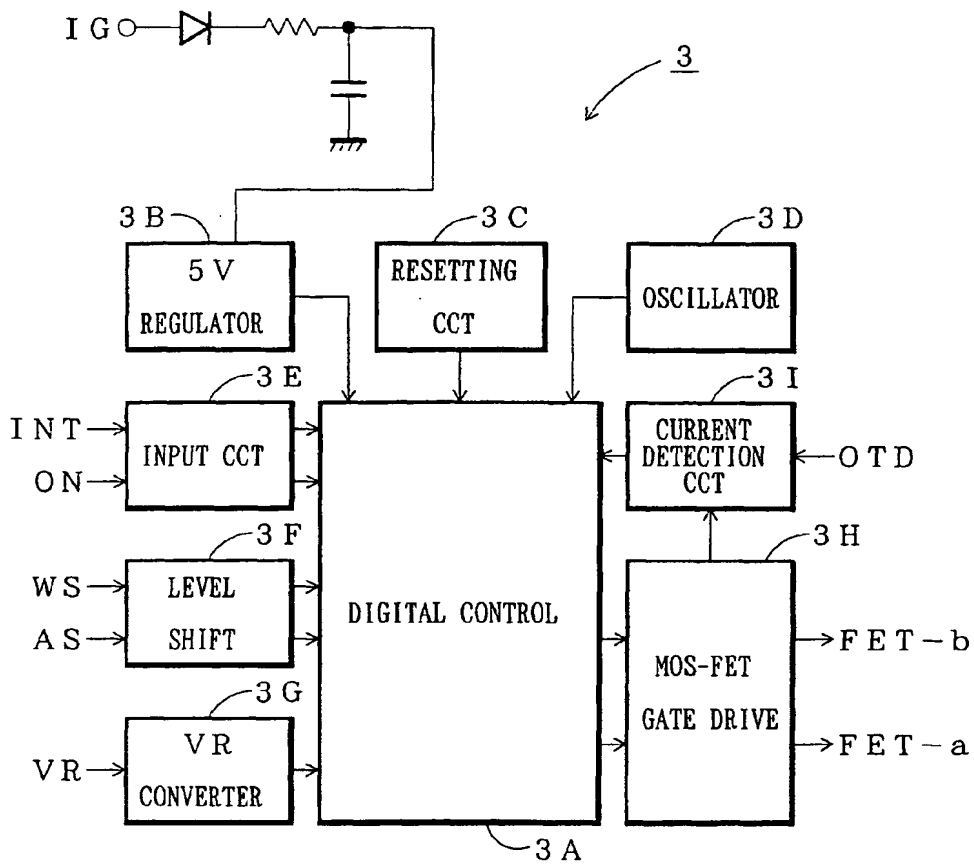 IG
3
3B
3C
3D
5V
REGULATOR
RESETTING
CCT
OSCILLATOR
3E
3I
INT
ON
INPUT CCT
CURRENT
DETECTION
CCT
OTD
3F
3H
WS
AS
LEVEL
SHIFT
DIGITAL CONTROL
MOS-FET
GATE DRIVE
FET-b
FET-a
3G
VR
VR
CONVERTER
3A